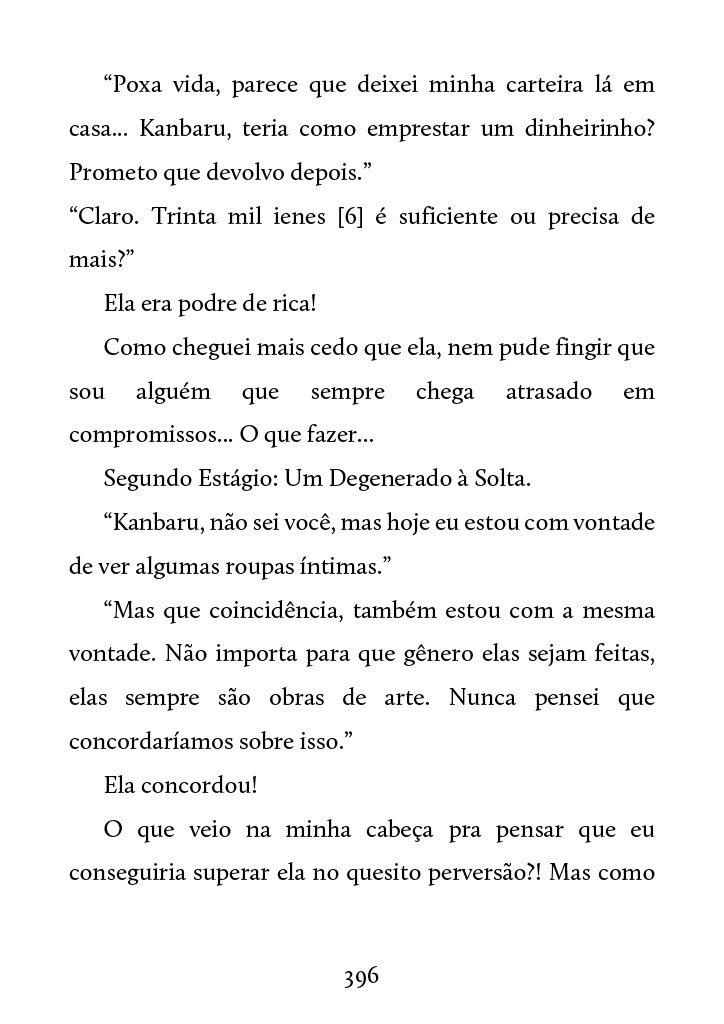 “Poxa vida, parece que deixei minha carteira lá em
casa... Kanbaru, teria como emprestar um dinheirinho?
Prometo que devolvo depois.”
“Claro. Trinta mil ienes [6] é suficiente ou precisa de
mais?”
Ela era podre de rica!
Como cheguei mais cedo que ela, nem pude fingir que
sou alguém que sempre chega atrasado em
compromissos... O que fazer...
Segundo Estágio: Um Degenerado à Solta.
“Kanbaru, não sei você, mas hoje eu estou com vontade
de ver algumas roupas íntimas.”
“Mas que coincidência, também estou com a mesma
vontade. Não importa para que gênero elas sejam feitas,
elas sempre são obras de arte. Nunca pensei que
concordaríamos sobre isso.”
Ela concordou!
O que veio na minha cabeça pra pensar que eu
conseguiria superar ela no quesito perversão?! Mas como
396